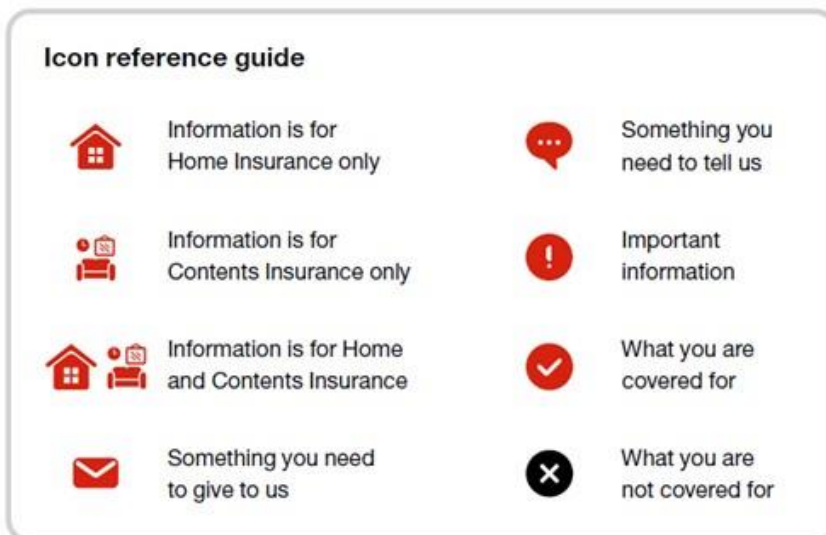 Icon reference guide
Information is for
Home Insurance only
Something you
need to tell us
Information is for
Contents Insurance only
Important
information
Information is for Home
and Contents Insurance
What you are
covered for
Something you need
to give to us
What you are
not covered for